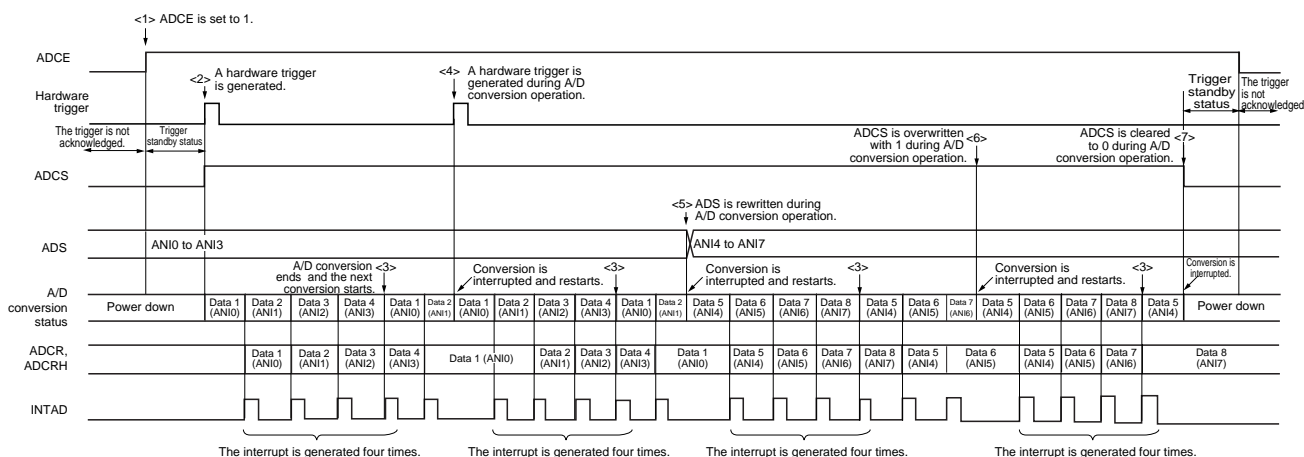 <1> ADCE is set to 1.
ADCE
<2> A hardware trigger
is generated.
<4> A hardware trigger is
generated during A/D
conversion operation.
Trigger
standby
status
The trigger
is not
acknowledged.
Hardware
trigger
The trigger is not
acknowledged.
Trigger
standby status
ADCS is overwritten
with 1 during A/D
conversion operation.
<6>
ADCS is cleared
to 0 during A/D
conversion operation.
<7>
ADCS
<5> ADS is rewritten during
A/D conversion operation.
ADS
ANI0 to ANI3
ANI4 to ANI7
A/D conversion
ends and the next
conversion starts.
<3>
Conversion is
interrupted and restarts.
<3>
Conversion is
interrupted and restarts.
<3>
Conversion is
interrupted and restarts.
<3>
Conversion is
interrupted.
A/D
conversion
status
Power down
Data 1
(ANI0)
Data 2
(ANI1)
Data 3
(ANI2)
Data 4
(ANI3)
Data 1
(ANI0)
Data 2
(ANI1)
Data 1
(ANI0)
Data 2
(ANI1)
Data 3
(ANI2)
Data 4
(ANI3)
Data 1
(ANI0)
Data 2
(ANI1)
Data 5
(ANI4)
Data 6
(ANI5)
Data 7
(ANI6)
Data 8
(ANI7)
Data 5
(ANI4)
Data 6
(ANI5)
Data 7
(ANI6)
Data 5
(ANI4)
Data 6
(ANI5)
Data 7
(ANI6)
Data 8
(ANI7)
Data 5
(ANI4)
Power down
ADCR,
ADCRH
Data 1
(ANI0)
Data 2
(ANI1)
Data 3
(ANI2)
Data 4
(ANI3)
Data 1 (ANI0)
Data 2
(ANI1)
Data 3
(ANI2)
Data 4
(ANI3)
Data 1
(ANI0)
Data 5
(ANI4)
Data 6
(ANI5)
Data 7
(ANI6)
Data 8
(ANI7)
Data 5
(ANI4)
Data 6
(ANI5)
Data 5
(ANI4)
Data 6
(ANI5)
Data 7
(ANI6)
Data 8
(ANI7)
INTAD
The interrupt is generated four times.
The interrupt is generated four times.
The interrupt is generated four times.
The interrupt is generated four times.